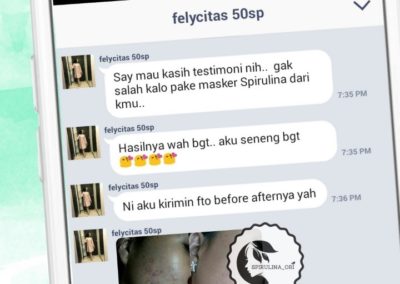 felycitas 50sp
felycitas 50sp
Say mau kasih testimoni nih.. gak
salah kalo pake masker Spirulina dari
kmu..
7:35 PM
felycitas 50sp
Hasilnya wah bgt.. aku seneng bgt
7:35 PM
felycitas 50sp
Ni aku kirimin fto before afternya yah
7:36 PM
felycitas 50sp
SPIRULINA_OBI